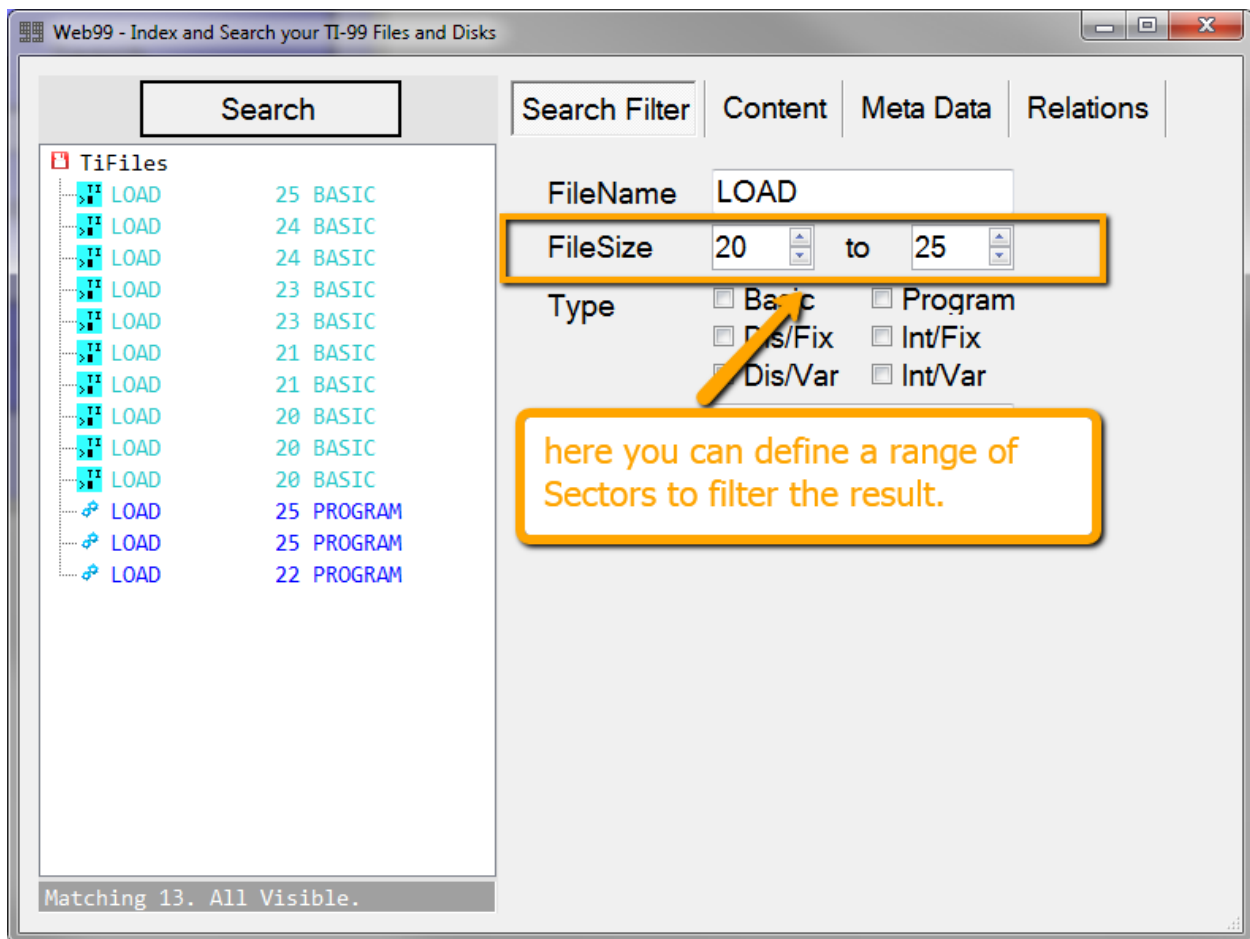 Web99 - Index and Search your TI-99 Files and Disks
Search
Search Filter Content Meta Data Relations
TiFiles
LOAD 25 BASIC
LOAD 24 BASIC
LOAD 24 BASIC
LOAD 23 BASIC
LOAD 23 BASIC
LOAD 21 BASIC
LOAD 21 BASIC
LOAD 20 BASIC
LOAD 20 BASIC
LOAD 20 BASIC
LOAD 25 PROGRAM
LOAD 25 PROGRAM
LOAD 22 PROGRAM
Matching 13. All Visible.
FileName LOAD
FileSize 20 to 25
Type Basic Program
Dis/Fix Int/Fix
Dis/Var Int/Var
here you can define a range of
Sectors to filter the result.